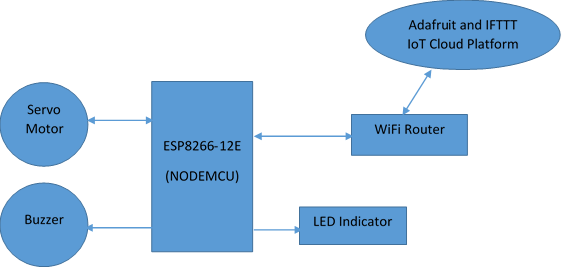 Adafruit and IFTTT
IoT Cloud Platform
Servo
Motor
ESP8266-12E
(NODEMCU)
WiFi Router
Buzzer
LED Indicator